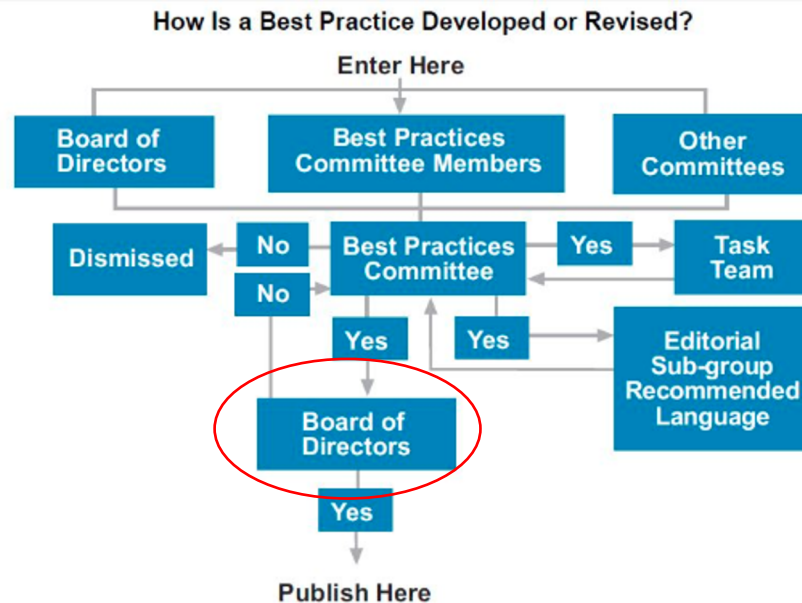 How Is a Best Practice Developed or Revised?
Enter Here
Board of
Directors
Best Practices
Committee Members
Other
Committees
Dismissed
No
Best Practices
Committee
Yes
Task
Team
No
Yes
Yes
Editorial
Sub-group
Recommended
Language
Board of
Directors
Yes
Publish Here